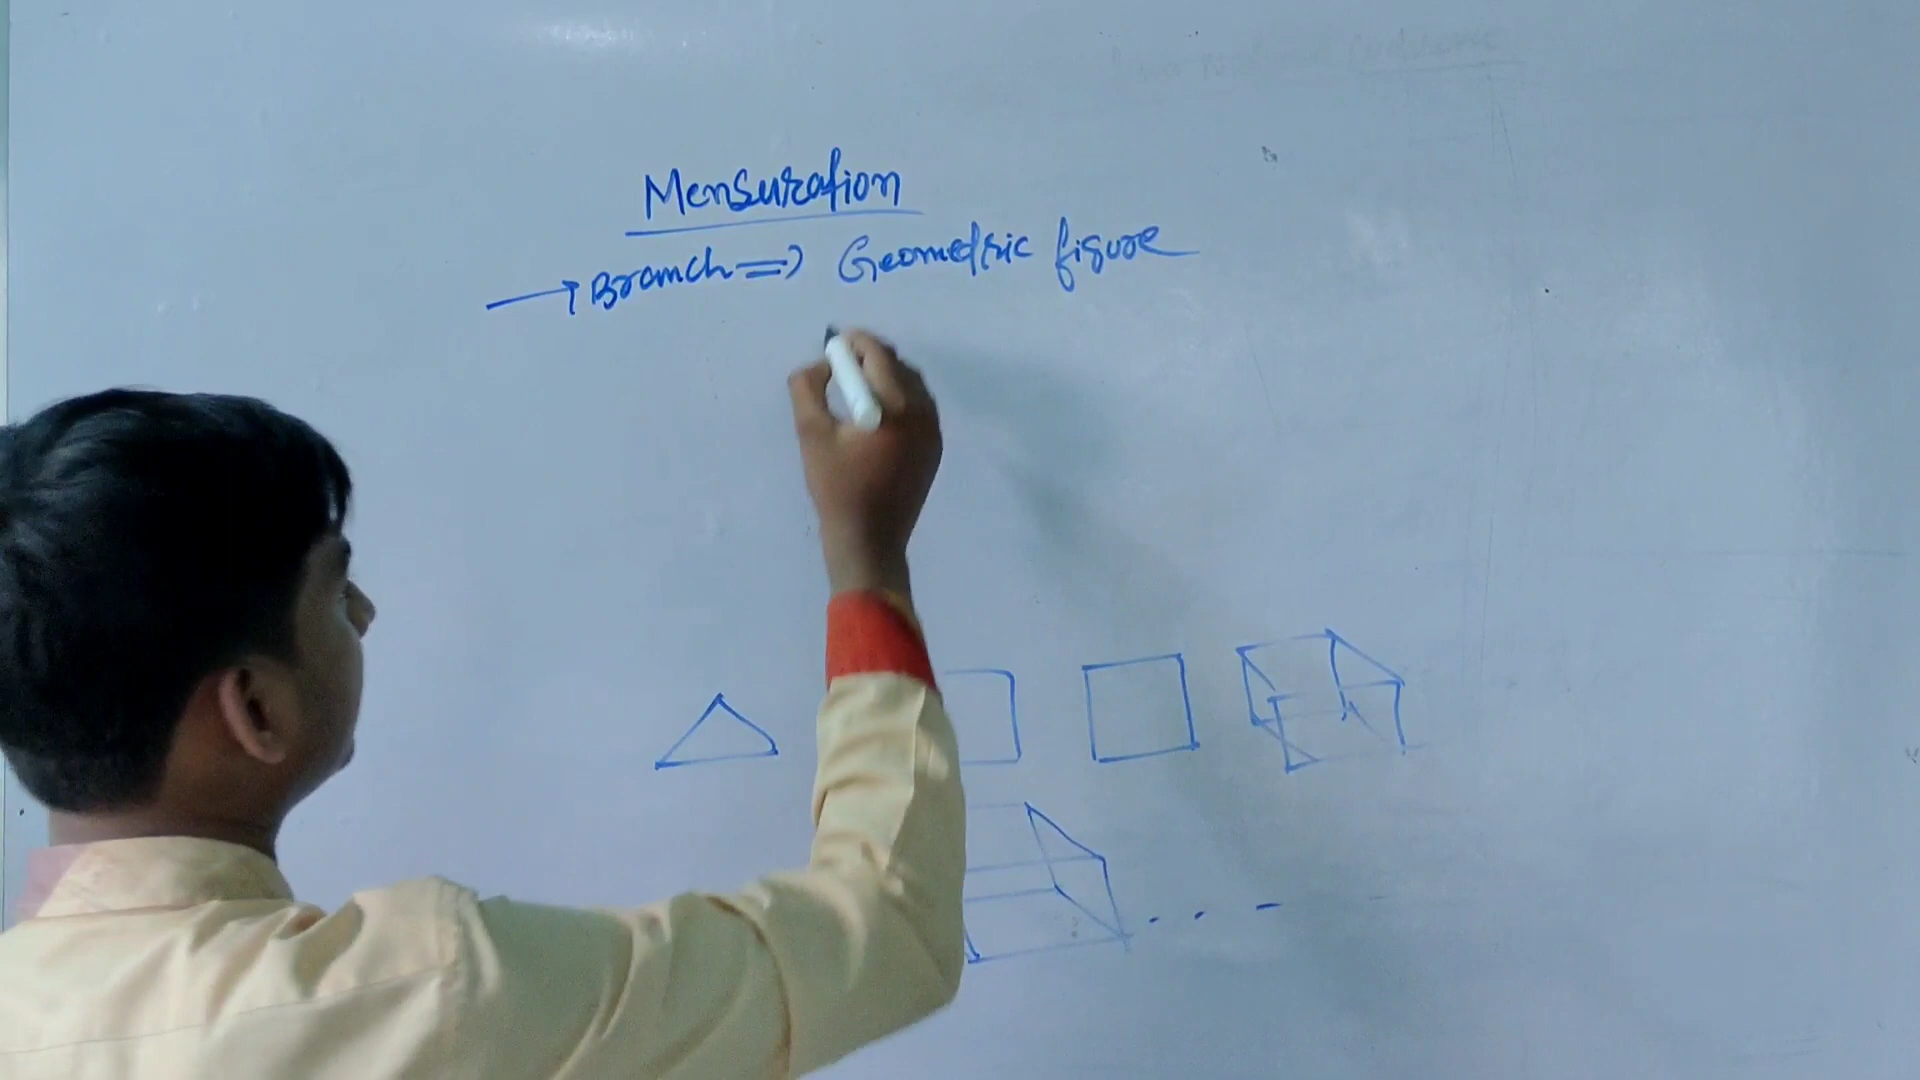 Mensuration
→ Branch => Geometric figure